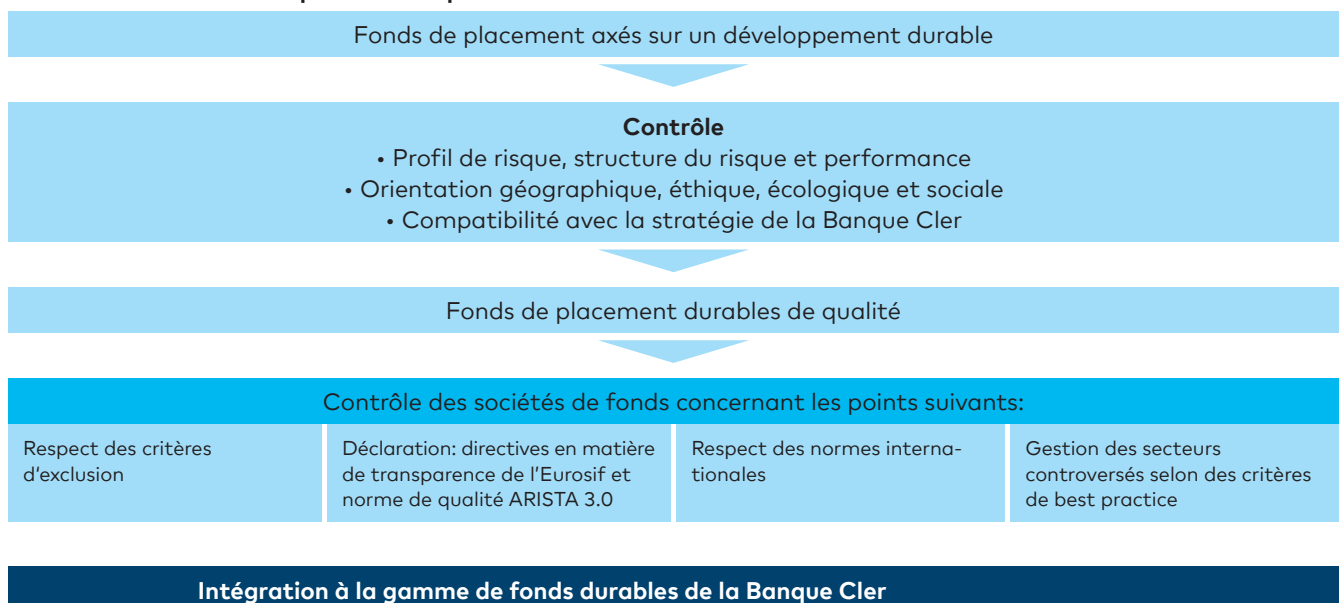 Fonds de placement axés sur un développement durable
Contrôle
• Profil de risque, structure du risque et performance
• Orientation géographique, éthique, écologique et sociale
• Compatibilité avec la stratégie de la Banque Cler
Fonds de placement durables de qualité
Contrôle des sociétés de fonds concernant les points suivants:
Respect des critères
d'exclusion
Déclaration: directives en matière
de transparence de l'Eurosif et
norme de qualité ARISTA 3.0
Respect des normes interna-
tionales
Gestion des secteurs
controversés selon des critères
de best practice
Intégration à la gamme de fonds durables de la Banque Cler